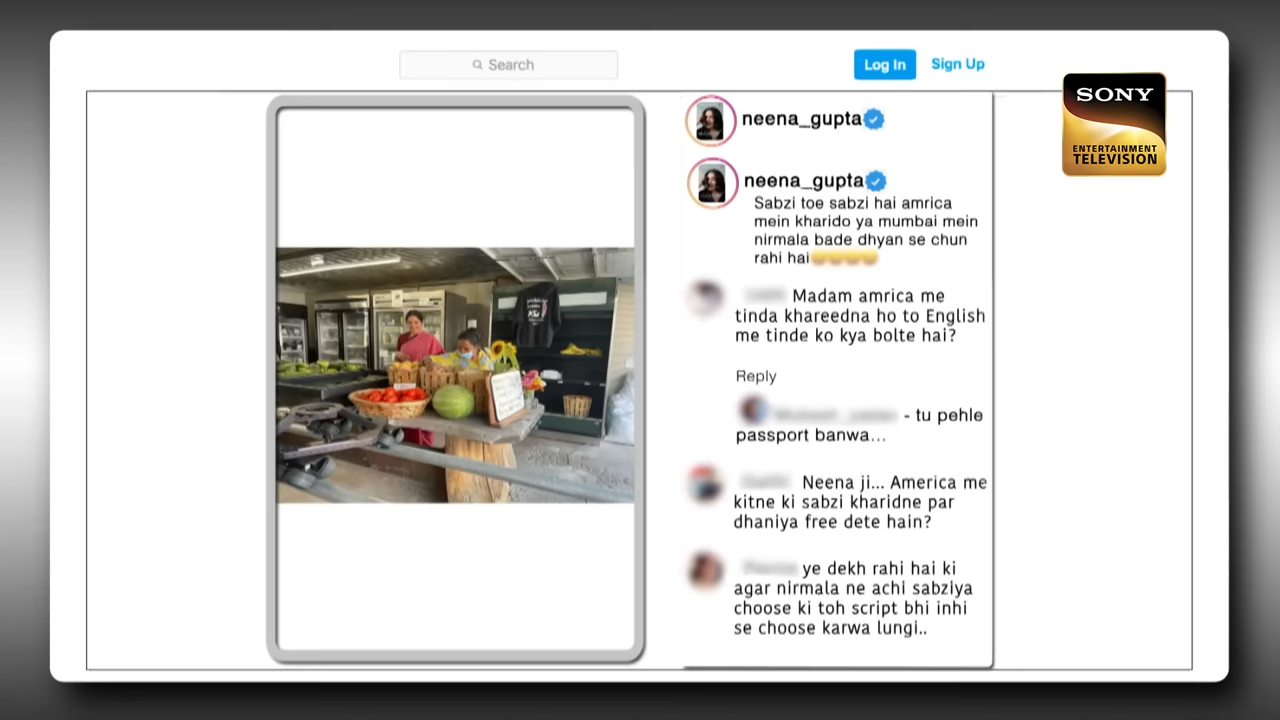 Search
Log In
Sign Up
SONY
ENTERTAINMENT
TELEVISION
neena_gupta
neena_gupta
Sabzi toe sabzi hai amrica
mein kharido ya mumbai mein
nirmala bade dhyan se chun
rahi hai
Madam amrica me
tinda khareedna ho to English
me tinde ko kya bolte hai?
Reply
- tu pehle
passport banwa...
Neena ji... America me
kitne ki sabzi kharidne par
dhaniya free dete hain?
ye dekh rahi hai ki
agar nirmala ne achi sabziya
choose ki toh script bhi inhi
se choose karwa lungi..